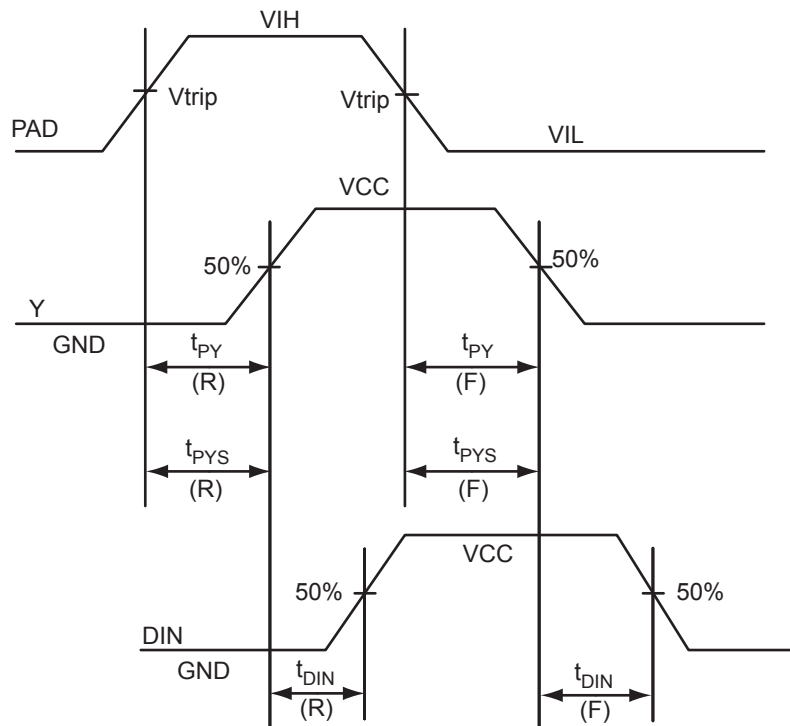 VIH
Vtrip
Vtrip
PAD
VIL
VCC
50%
50%
Y
GND
tPY
(R)
tPY
(F)
tPYS
(R)
tPYS
(F)
VCC
50%
50%
DIN
GND
tDIN
(R)
tDIN
(F)